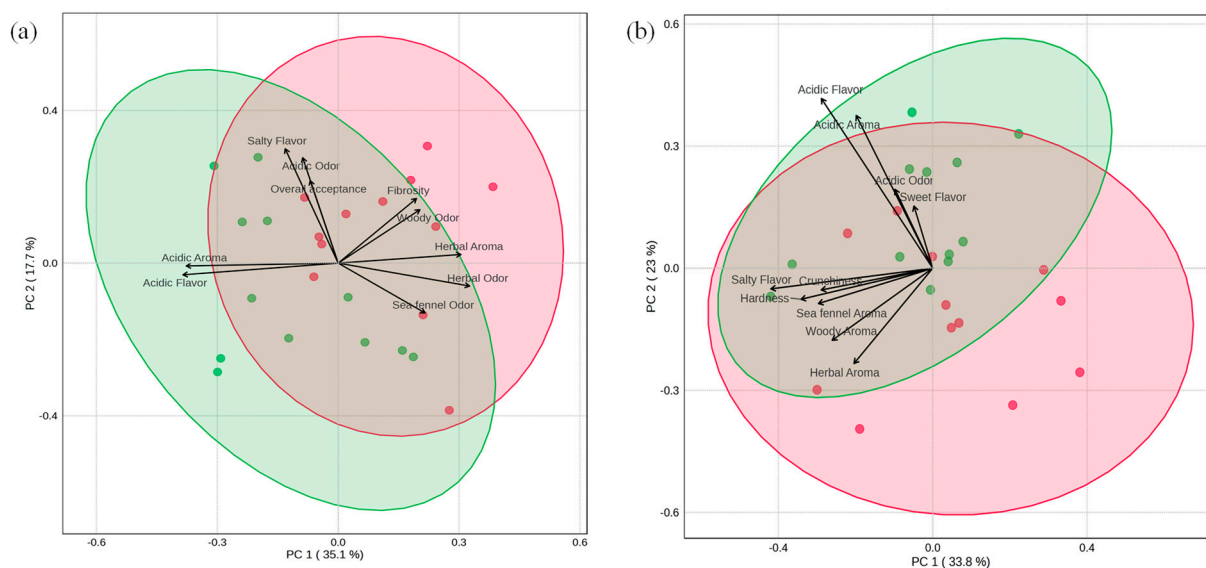 (a)
PC 2 ( 17.7 %)
0.4
0.0
-0.4
Salty Flavor
Acidic Odor
Overall acceptance
Fibrosity
Woody Odor
Herbal Aroma
Acidic Aroma
Acidic Flavor
Herbal Odor
Sea fennel Odor
-0.6
-0.3
0.0
0.3
0.6
PC 1 ( 35.1 %)
(b)
PC 2 ( 23 %)
0.6
0.3
0.0
-0.3
-0.6
Acidic Flavor
Acidic Aroma
Acidic Odor
Sweet Flavor
Salty Flavor
Crunchiness
Hardness
Sea fennel Aroma
Woody Aroma
Herbal Aroma
-0.4
0.0
0.4
PC 1 ( 33.8 %)